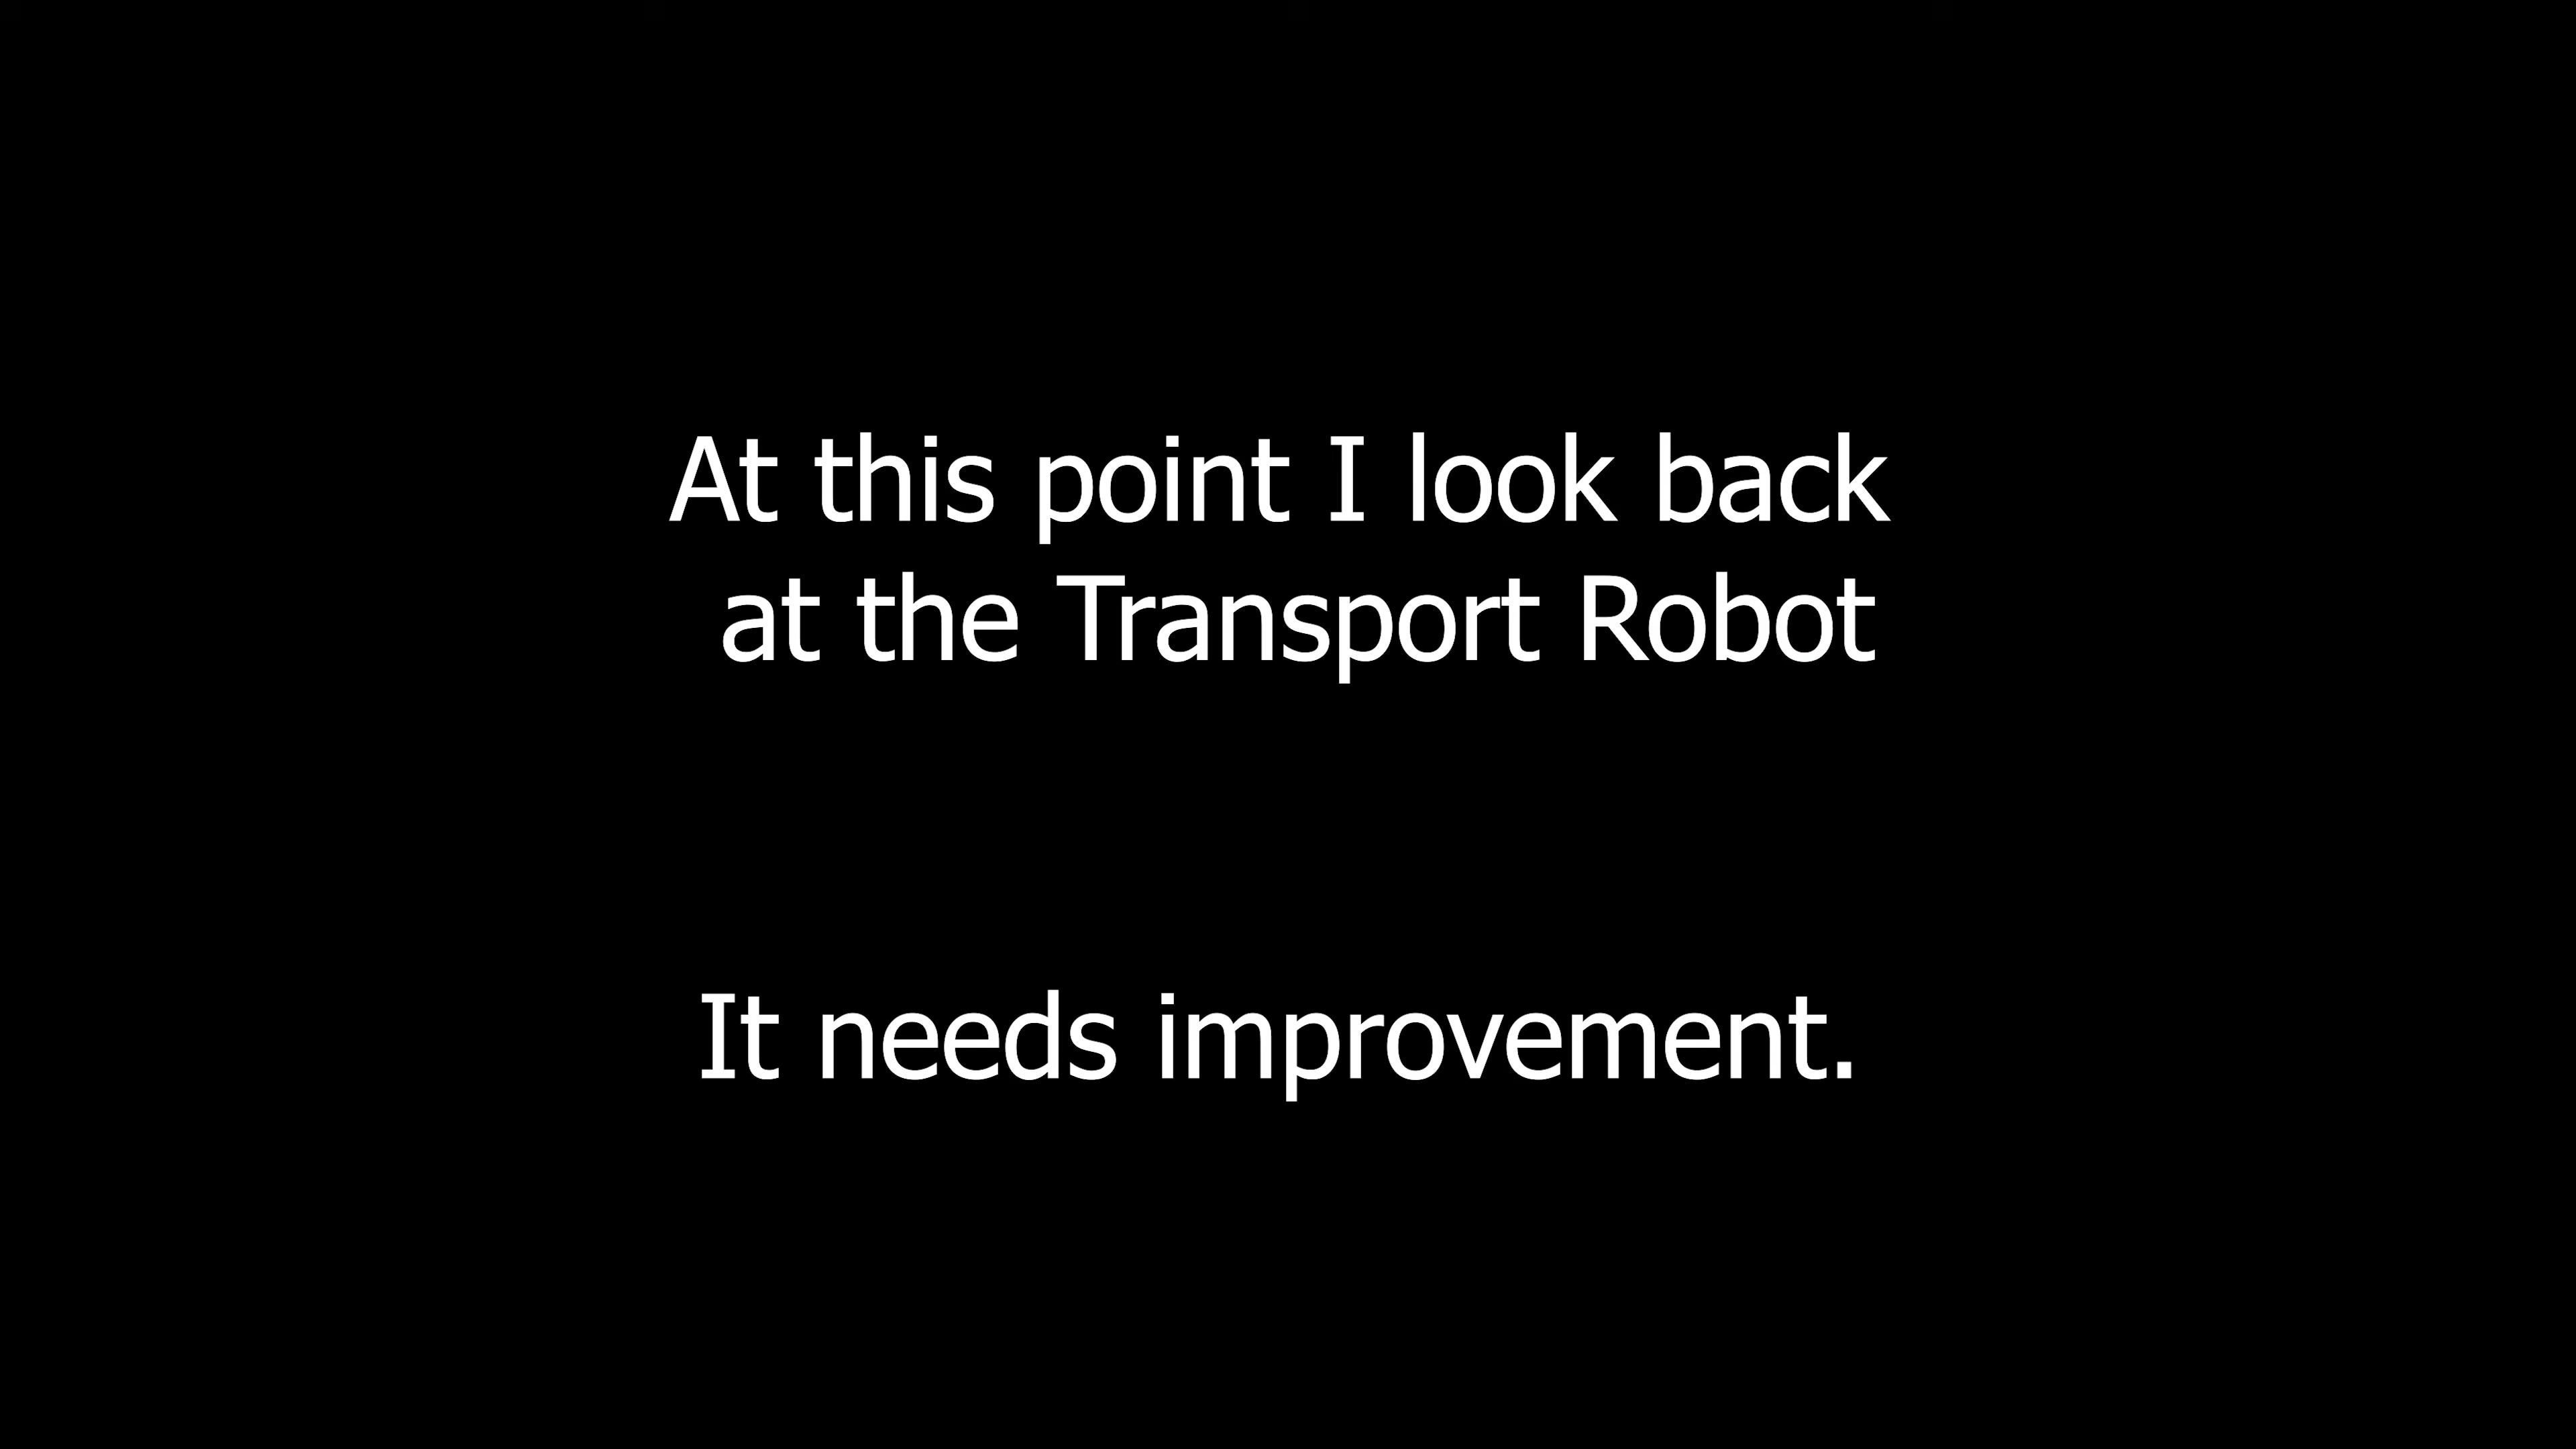 At this point I look back
at the Transport Robot
It needs improvement.